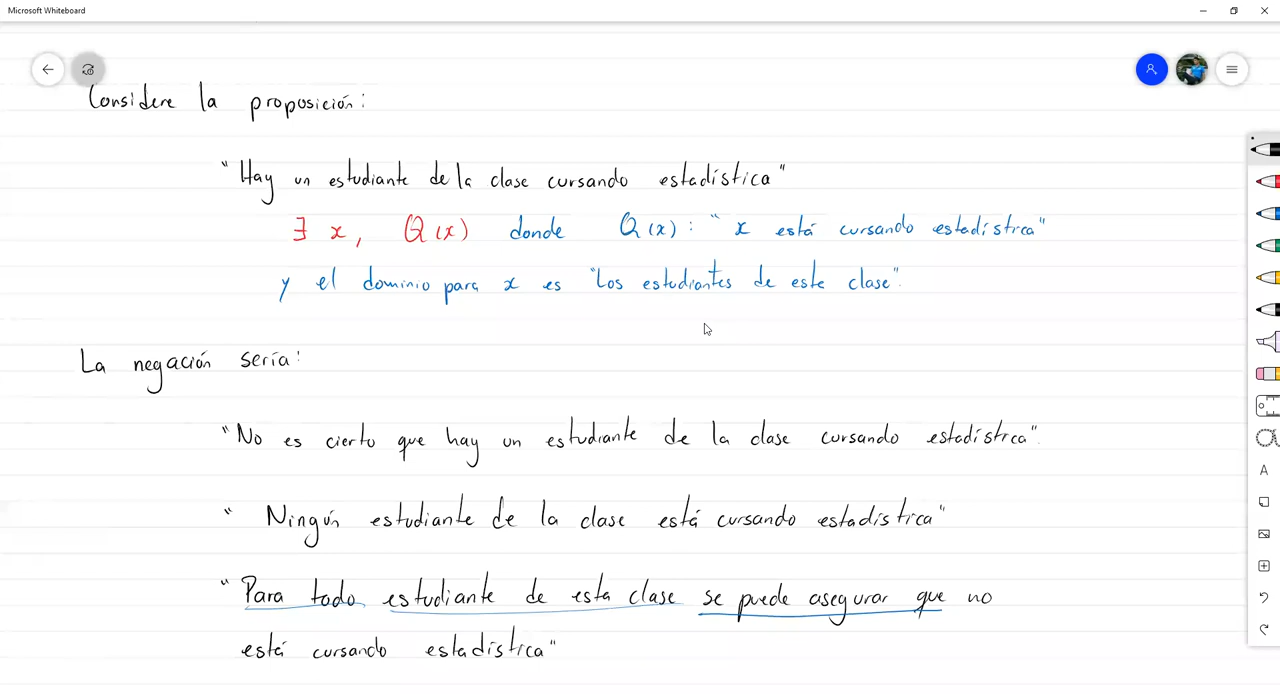 Microsoft Whiteboard
Considere la proposición:
"Hay un estudiante de la clase cursando estadística"
∃ x, Q(x) donde Q(x): "x está cursando estadística"
y el dominio para x es "Los estudiantes de este clase".
La negación sería:
"No es cierto que hay un estudiante de la clase cursando estadística".
"Ningún estudiante de la clase está cursando estadística"
"Para todo estudiante de esta clase se puede asegurar que no
está cursando estadística"
A